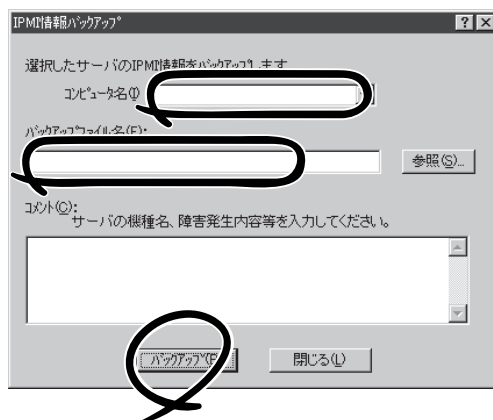 IPMI情報ﾊﾞｯｸｱｯﾌﾟ
選択したサーバのIPMI情報をﾊﾞｯｸｱｯﾌﾟします
ｺﾝﾋﾟｭｰﾀ名(I)
ﾊﾞｯｸｱｯﾌﾟﾌｧｲﾙ名(F):
参照(S)...
ｺﾒﾝﾄ(C):
サーバの機種名、障害発生内容等を入力してください。
ﾊﾞｯｸｱｯﾌﾟ
閉じる(L)